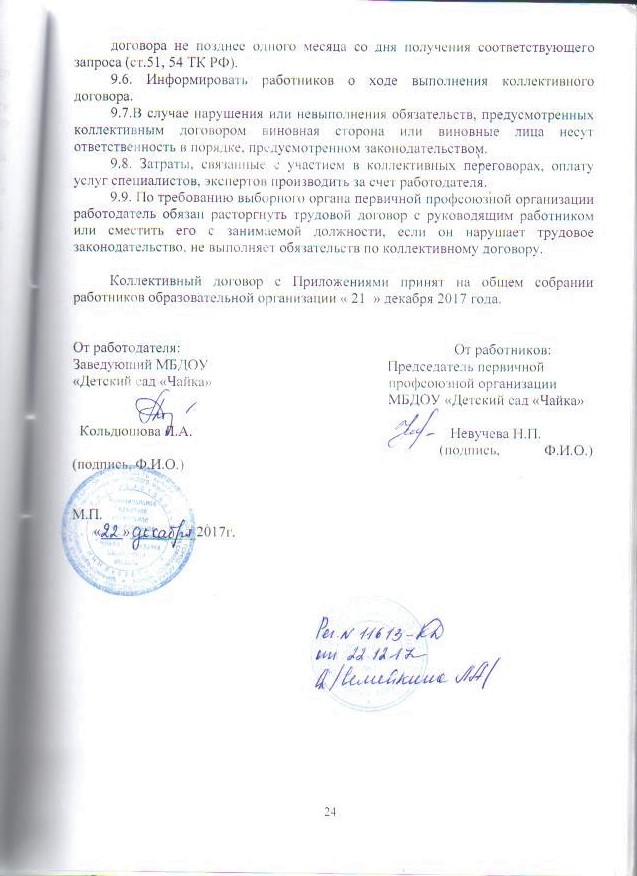 договора не позднее одного месяца со дня получения соответствующего
запроса (ст.51, 54 ТК РФ).
9.6. Информировать работников о ходе выполнения коллективного
договора.
9.7.В случае нарушения или невыполнения обязательств, предусмотренных
коллективным договором виновная сторона или виновные лица несут
ответственность в порядке, предусмотренном законодательством.
9.8. Затраты, связанные с участием в коллективных переговорах, оплату
услуг специалистов, экспертов производить за счет работодателя.
9.9. По требованию выборного органа первичной профсоюзной организации
работодатель обязан расторгнуть трудовой договор с руководящим работником
или сместить его с занимаемой должности, если он нарушает трудовое
законодательство, не выполняет обязательств по коллективному договору.
Коллективный договор с Приложениями принят на общем собрании
работников образовательной организации « 21 » декабря 2017 года.
От работодателя:
Заведующий МБДОУ
«Детский сад «Чайка»
Кольдюшова Л.А.
(подпись, Ф.И.О.)
М.П.
«22» декабря 2017г.
От работников:
Председатель первичной
профсоюзной организации
МБДОУ «Детский сад «Чайка»
Невучева Н.П.
(подпись, Ф.И.О.)
Рег. N 11613-КД
от 22 12 17
/Семейкина ЛА/
24